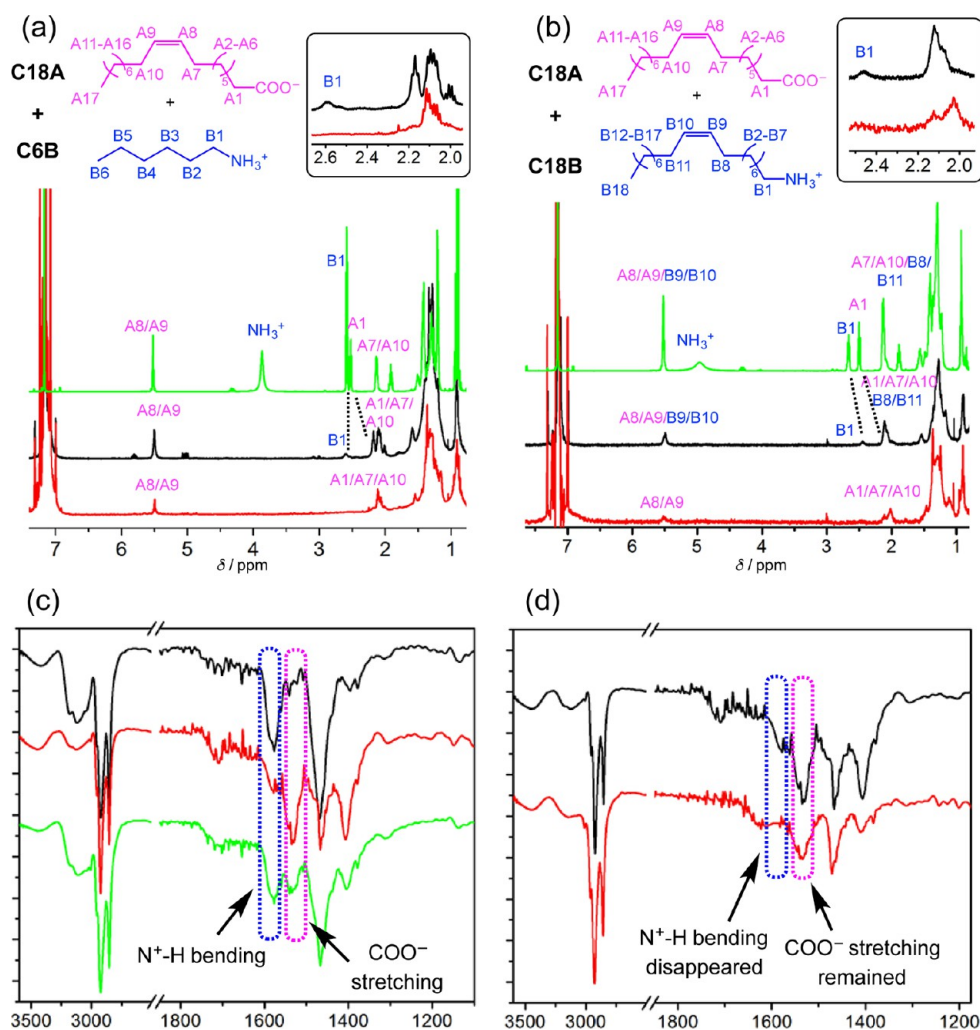 (a)
A9 A8
A11-A16 A2-A6
6 A10 A7 5 COO⁻
A17 A1
C18A
+
+
C6B
B5 B3 B1
B6 B4 B2 NH₃⁺
B1
2.6 2.4 2.2 2.0
B1
A8/A9
NH₃⁺
A1
A7/A10
A8/A9
B1
A1/A7/
A10
A8/A9
A1/A7/A10
7 6 5 4 3 2 1
δ / ppm
(b)
A9 A8
A11-A16 A2-A6
6 A10 A7 5 COO⁻
A17 A1
C18A
+
+
C18B
B10 B9
B12-B17 B2-B7
6 B11 B8 6
B18 B1 NH₃⁺
B1
2.4 2.2 2.0
A8/A9/B9/B10
NH₃⁺
A7/A10/B8/
B11
A1
B1
A8/A9/B9/B10
B1
A1/A7/A10
B8/B11
A8/A9
A1/A7/A10
7 6 5 4 3 2 1
δ / ppm
(c)
N⁺-H bending
COO⁻
stretching
3600 3000 1800 1600 1400 1200 1100
(d)
N⁺-H bending
disappeared
COO⁻ stretching
remained
3600 3000 1800 1600 1400 1200